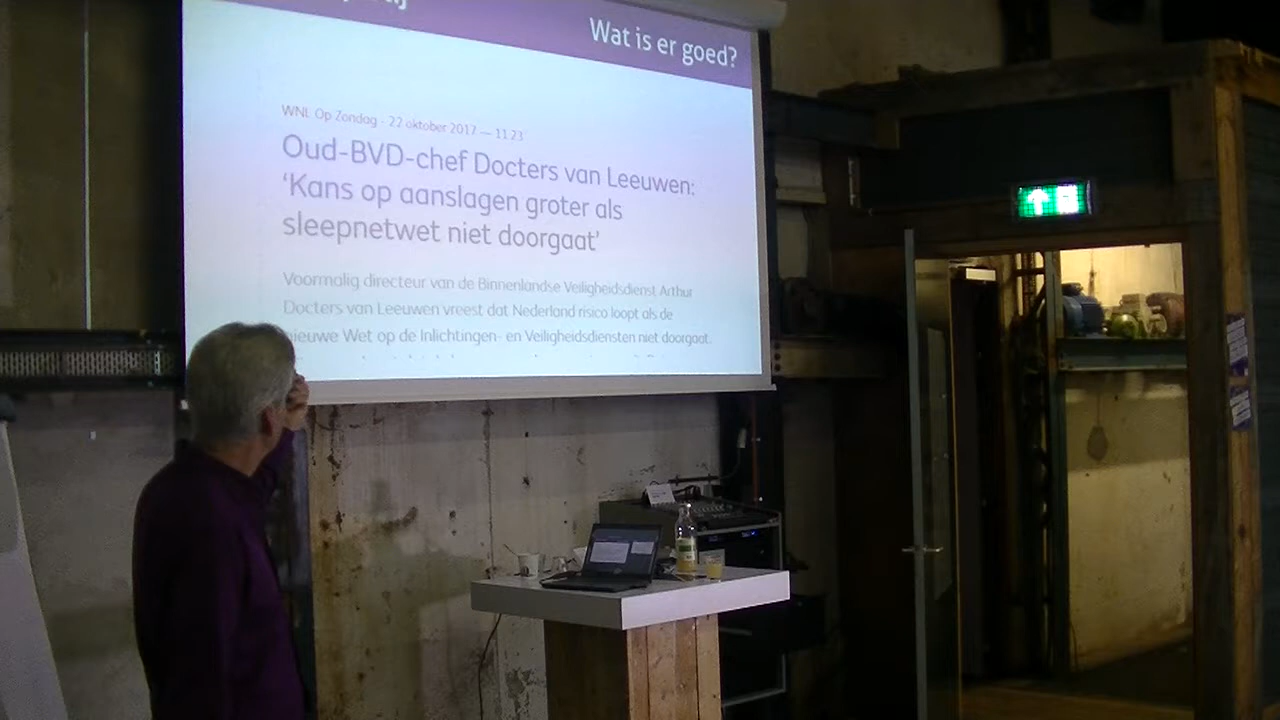 Wat is er goed?
WNL Op Zondag - 22 oktober 2017 — 11:23
Oud-BVD-chef Docters van Leeuwen:
‘Kans op aanslagen groter als
sleepnetwet niet doorgaat’
Voormalig directeur van de Binnenlandse Veiligheidsdienst Arthur
Docters van Leeuwen vreest dat Nederland risico loopt als de
nieuwe Wet op de Inlichtingen- en Veiligheidsdiensten niet doorgaat.